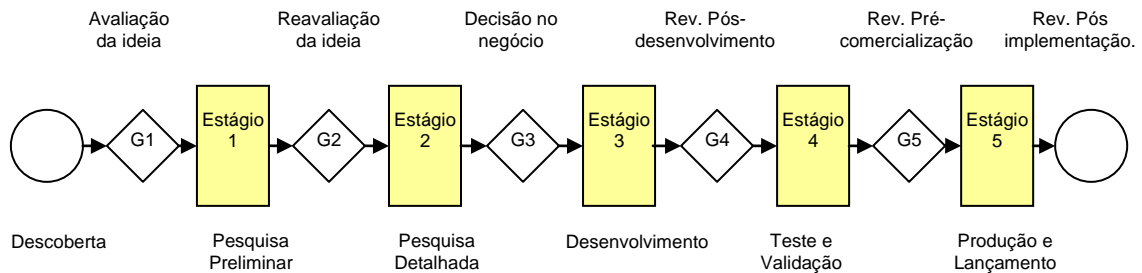 Avaliação
da ideia
Reavaliação
da ideia
Decisão no
negócio
Rev. Pós-
desenvolvimento
Rev. Pré-
comercialização
Rev. Pós
implementação.
G1
Estágio
1
G2
Estágio
2
G3
Estágio
3
G4
Estágio
4
G5
Estágio
5
Descoberta
Pesquisa
Preliminar
Pesquisa
Detalhada
Desenvolvimento
Teste e
Validação
Produção e
Lançamento